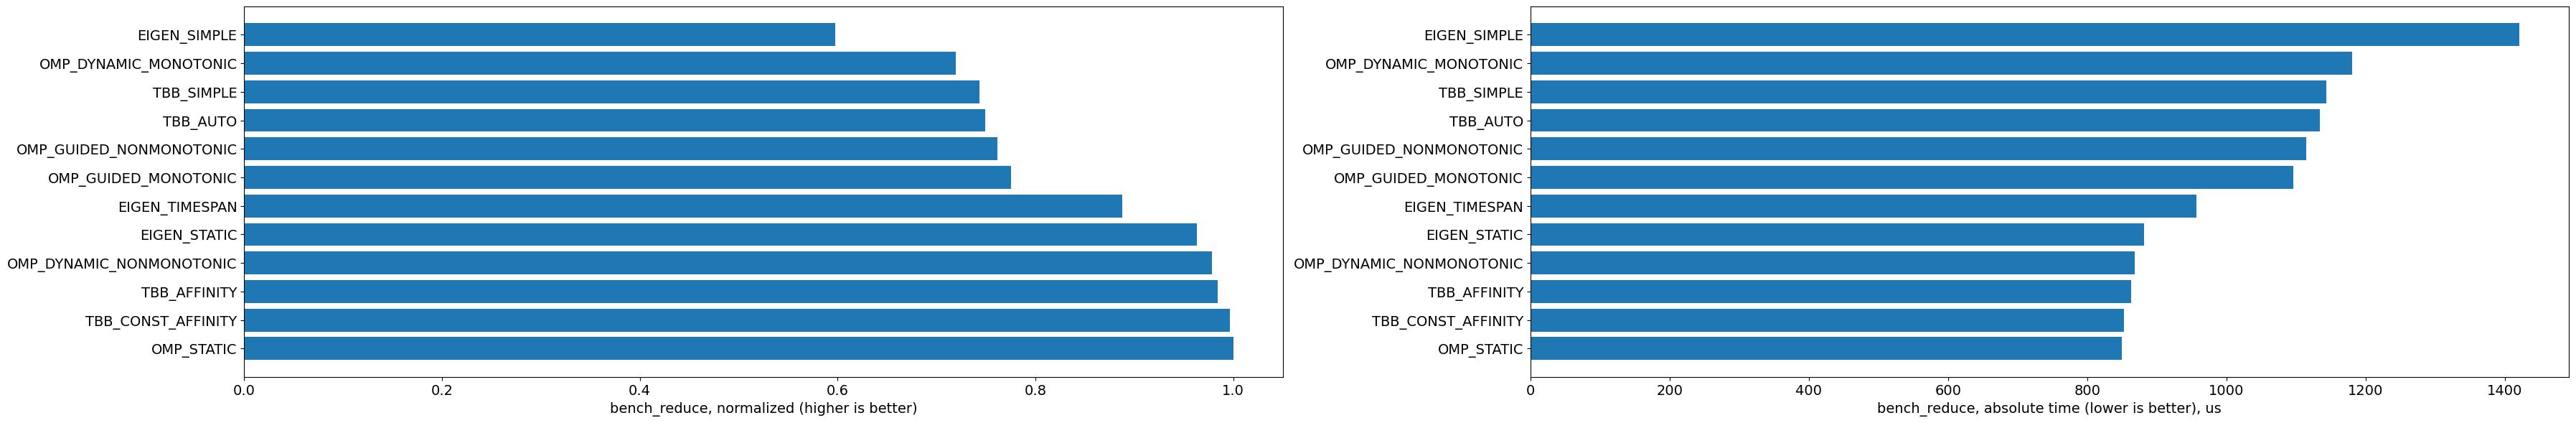 EIGEN_SIMPLE
OMP_DYNAMIC_MONOTONIC
TBB_SIMPLE
TBB_AUTO
OMP_GUIDED_NONMONOTONIC
OMP_GUIDED_MONOTONIC
EIGEN_TIMESPAN
EIGEN_STATIC
OMP_DYNAMIC_NONMONOTONIC
TBB_AFFINITY
TBB_CONST_AFFINITY
OMP_STATIC
0.0 0.2 0.4 0.6 0.8 1.0
bench_reduce, normalized (higher is better)
EIGEN_SIMPLE
OMP_DYNAMIC_MONOTONIC
TBB_SIMPLE
TBB_AUTO
OMP_GUIDED_NONMONOTONIC
OMP_GUIDED_MONOTONIC
EIGEN_TIMESPAN
EIGEN_STATIC
OMP_DYNAMIC_NONMONOTONIC
TBB_AFFINITY
TBB_CONST_AFFINITY
OMP_STATIC
0 200 400 600 800 1000 1200 1400
bench_reduce, absolute time (lower is better), us